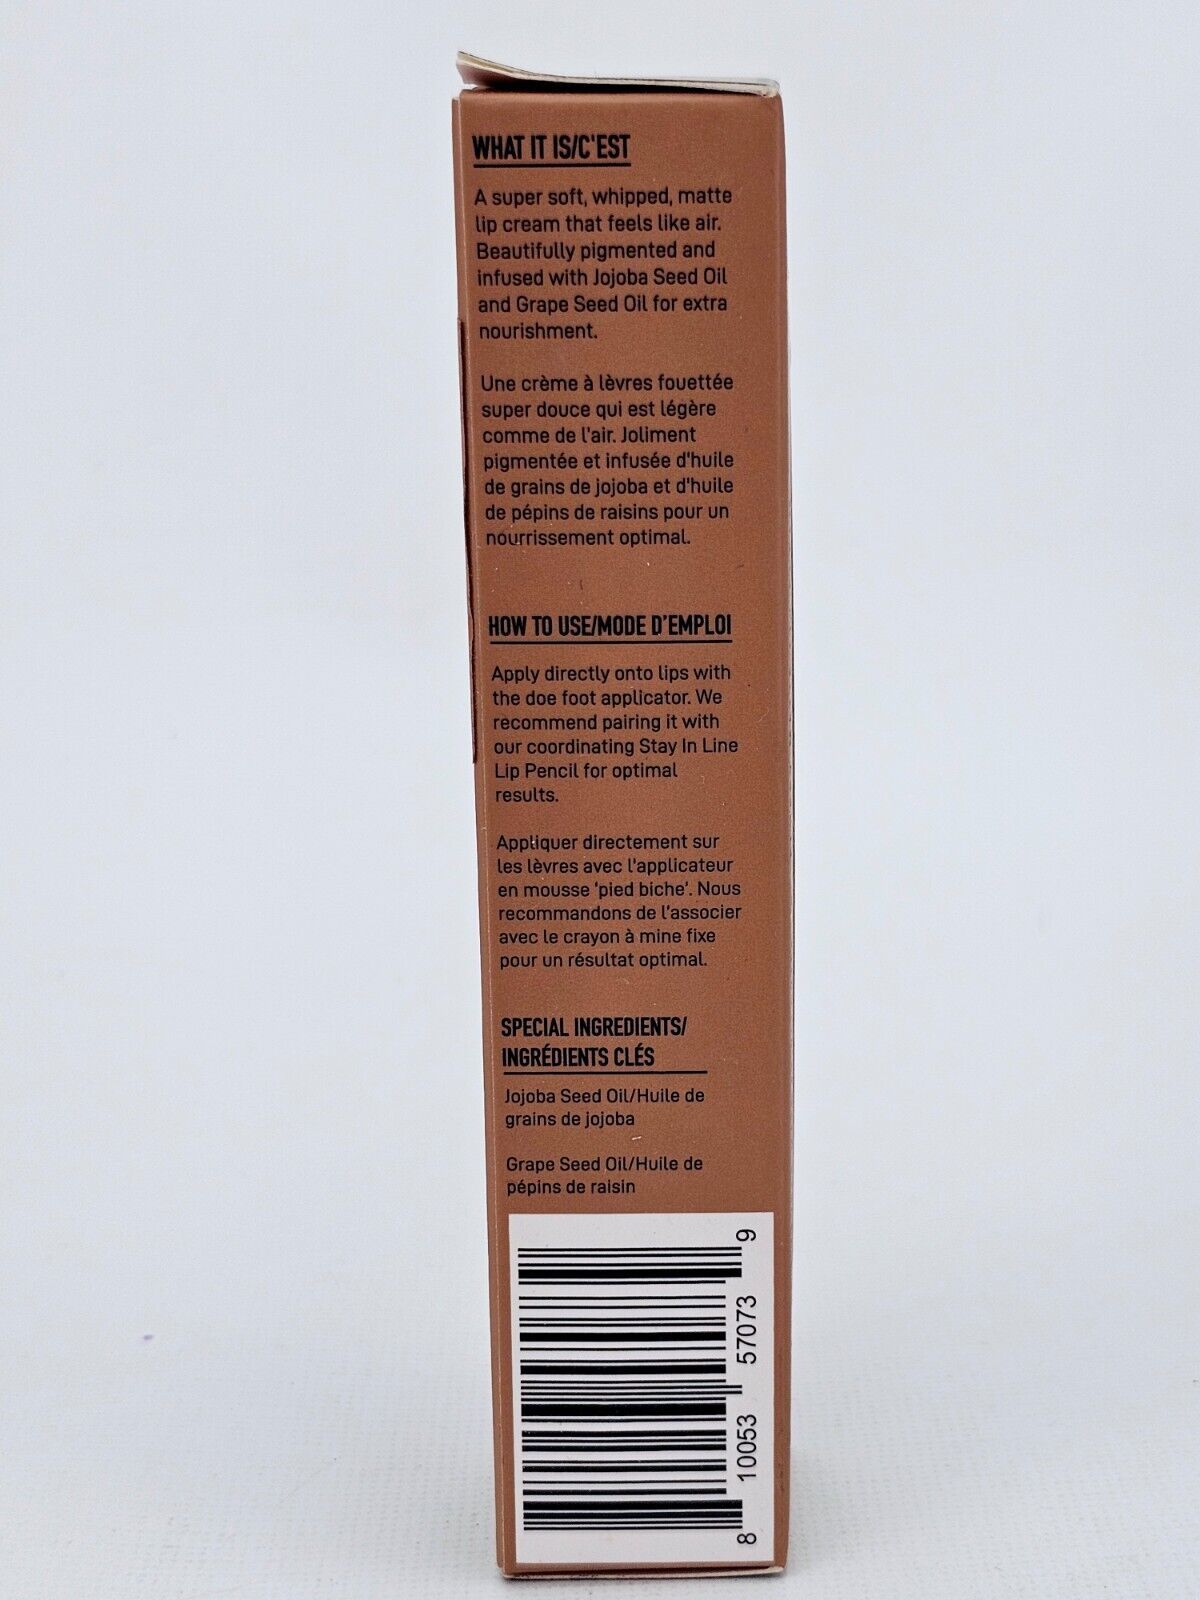 WHAT IT IS/C'EST
A super soft, whipped, matte
lip cream that feels like air.
Beautifully pigmented and
infused with Jojoba Seed Oil
and Grape Seed Oil for extra
nourishment.
Une crème à lèvres fouettée
super douce qui est légère
comme de l'air. Joliment
pigmentée et infusée d'huile
de grains de jojoba et d'huile
de pépins de raisins pour un
nourrissement optimal.
HOW TO USE/MODE D'EMPLOI
Apply directly onto lips with
the doe foot applicator. We
recommend pairing it with
our coordinating Stay In Line
Lip Pencil for optimal
results.
Appliquer directement sur
les lèvres avec l'applicateur
en mousse 'pied biche'. Nous
recommandons de l'associer
avec le crayon à mine fixe
pour un résultat optimal.
SPECIAL INGREDIENTS/
INGRÉDIENTS CLÉS
Jojoba Seed Oil/Huile de
grains de jojoba
Grape Seed Oil/Huile de
pépins de raisin
8 10053 57073 9